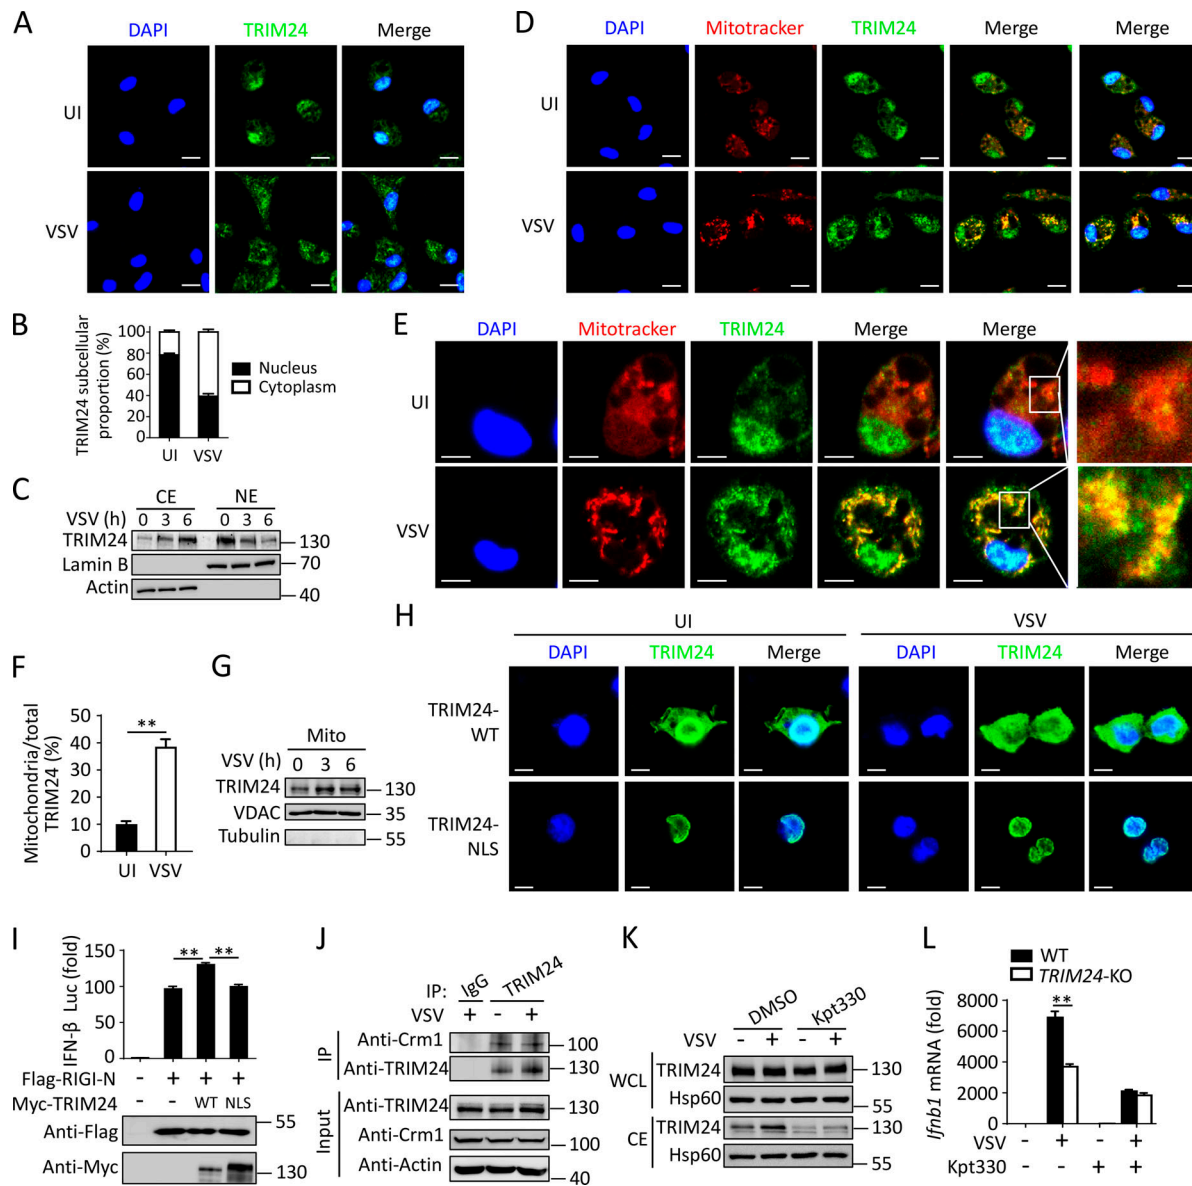 A
DAPI TRIM24 Merge
UI
VSV
B
TRIM24 subcellular
proportion (%)
100
80
60
40
20
0
UI VSV
Nucleus
Cytoplasm
C
CE NE
VSV (h) 0 3 6 0 3 6
TRIM24 130
Lamin B 70
Actin 40
D
DAPI Mitotracker TRIM24 Merge Merge
UI
VSV
E
DAPI Mitotracker TRIM24 Merge Merge
UI
VSV
F
Mitochondria/total
TRIM24 (%)
50
40
30
20
10
0
**
UI VSV
G
Mito
VSV (h) 0 3 6
TRIM24 130
VDAC 35
Tubulin 55
H
UI VSV
DAPI TRIM24 Merge DAPI TRIM24 Merge
TRIM24-
WT
TRIM24-
NLS
I
IFN-β Luc (fold)
150
100
50
0
** **
Flag-RIGI-N - + + +
Myc-TRIM24 - - WT NLS
Anti-Flag 55
Anti-Myc 130
J
IP: IgG TRIM24
VSV + - +
IP
Anti-Crm1 100
Anti-TRIM24 130
Input
Anti-TRIM24 130
Anti-Crm1 100
Anti-Actin 40
K
DMSO Kpt330
VSV - + - +
WCL
TRIM24 130
Hsp60 55
CE
TRIM24 130
Hsp60 55
L
WT
TRIM24-KO
Ifnb1 mRNA (fold)
8000
6000
4000
2000
0
**
VSV - + - +
Kpt330 - - + +